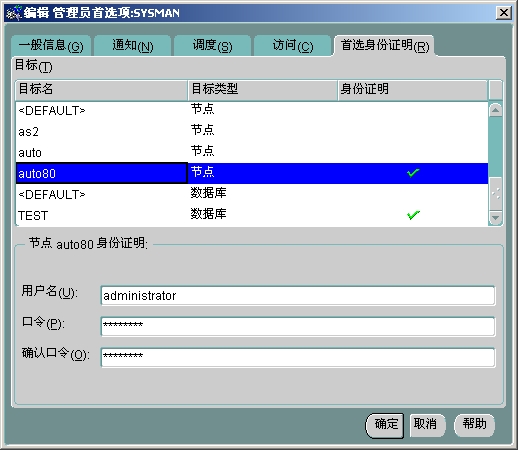 编辑 管理员首选项:SYSMAN
一般信息(G) 通知(N) 调度(S) 访问(C) 首选身份证明(R)
目标(T)
目标名 目标类型 身份证明
<DEFAULT> 节点
as2 节点
auto 节点
auto80 节点
<DEFAULT> 数据库
TEST 数据库
节点 auto80 身份证明:
用户名(U): administrator
口令(P): ********
确认口令(O): ********
确定 取消 帮助